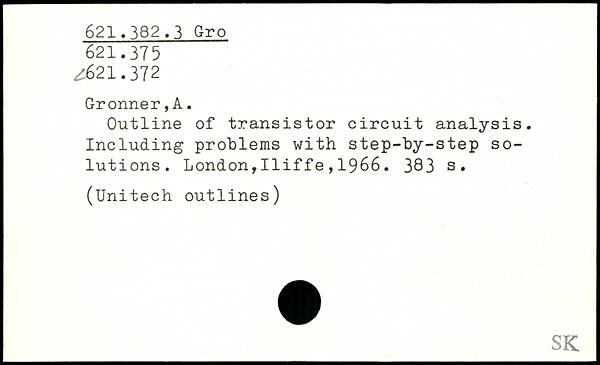 621.382.3 Gro
621.375
621.372
Gronner,A.
Outline of transistor circuit analysis.
Including problems with step-by-step so-
lutions. London,Iliffe,1966. 383 s.
(Unitech outlines)
SK